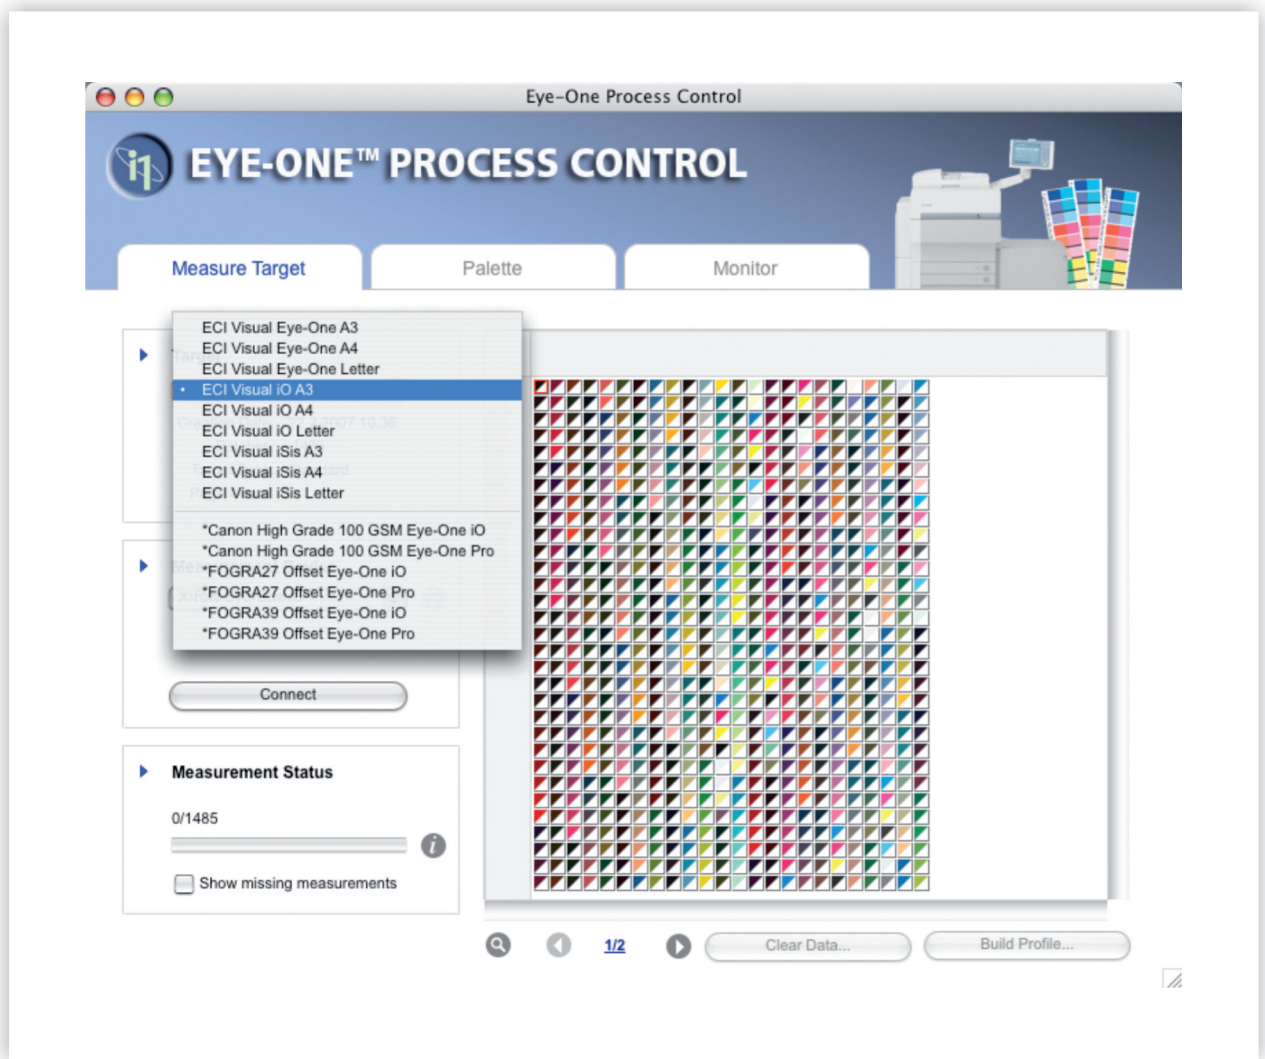 Eye-One Process Control
i1 EYE-ONE™ PROCESS CONTROL
Measure Target Palette Monitor
ECI Visual Eye-One A3
ECI Visual Eye-One A4
ECI Visual Eye-One Letter
• ECI Visual iO A3
ECI Visual iO A4
ECI Visual iO Letter
ECI Visual iSis A3
ECI Visual iSis A4
ECI Visual iSis Letter
*Canon High Grade 100 GSM Eye-One iO
*Canon High Grade 100 GSM Eye-One Pro
*FOGRA27 Offset Eye-One iO
*FOGRA27 Offset Eye-One Pro
*FOGRA39 Offset Eye-One iO
*FOGRA39 Offset Eye-One Pro
Connect
Measurement Status
0/1485
i
Show missing measurements
1/2 Clear Data... Build Profile...